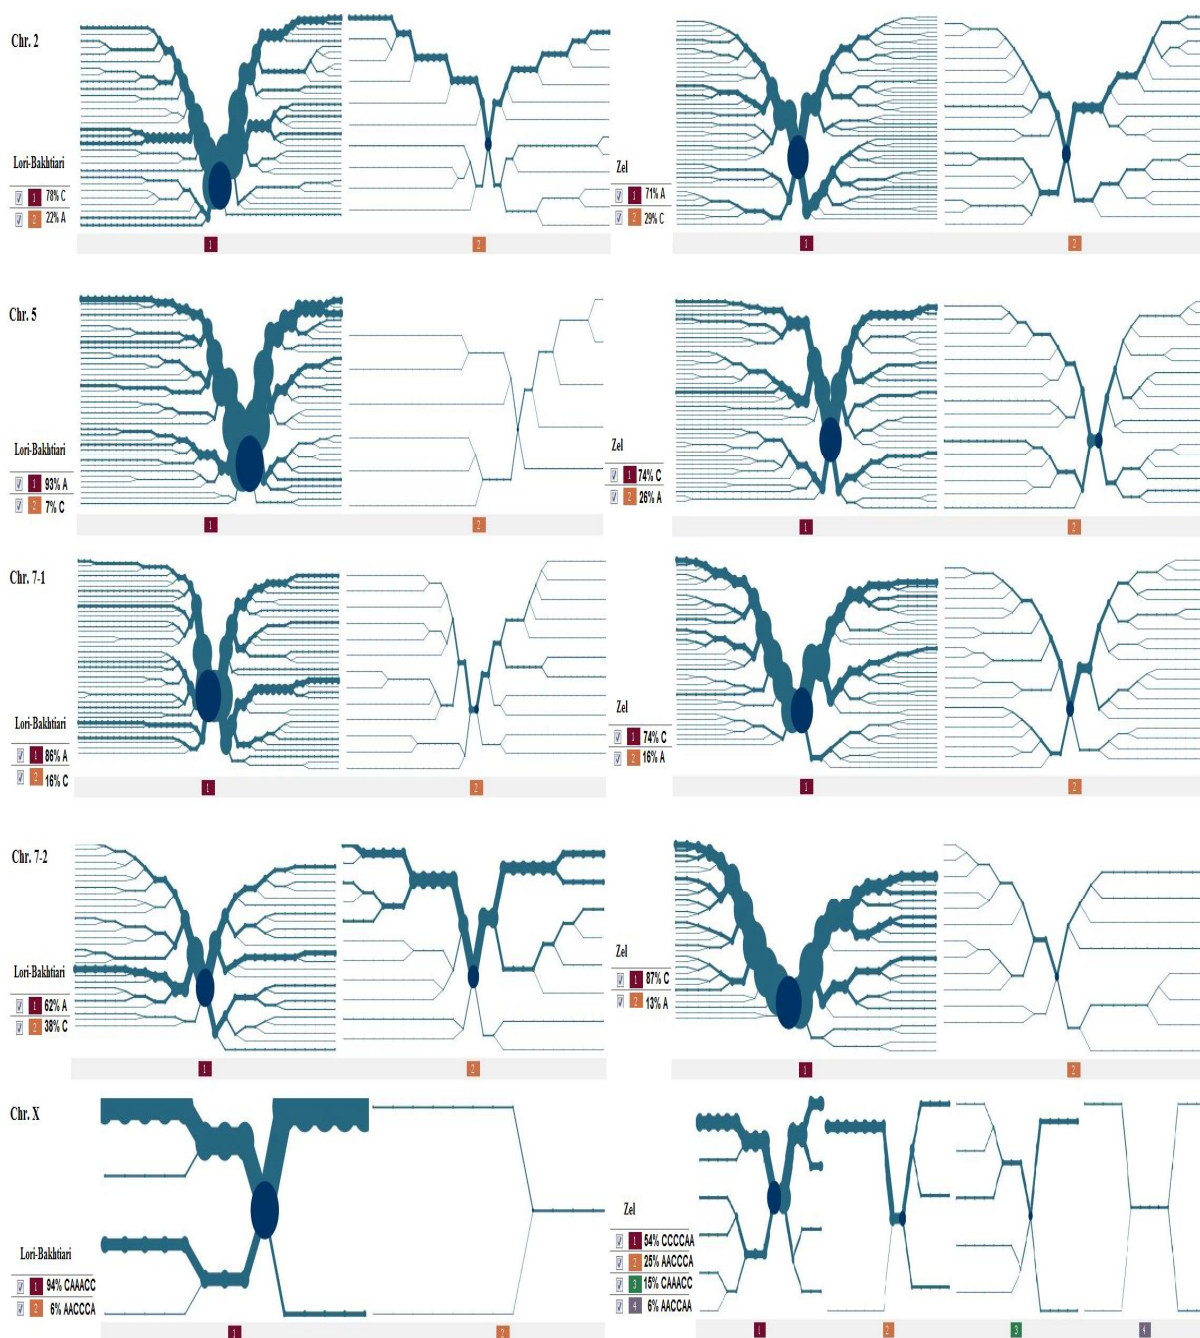 Chr. 2
Lori-Bakhtiari
1 78% C
2 22% A
1
2
Zel
1 71% A
2 29% C
1
2
Chr. 5
Lori-Bakhtiari
1 93% A
2 7% C
1
2
Zel
1 74% C
2 26% A
1
2
Chr. 7-1
Lori-Bakhtiari
1 86% A
2 16% C
1
2
Zel
1 74% C
2 16% A
1
2
Chr. 7-2
Lori-Bakhtiari
1 62% A
2 38% C
1
2
Zel
1 87% C
2 13% A
1
2
Chr. X
Lori-Bakhtiari
1 94% CAAACC
2 6% AACCCA
1
2
Zel
1 54% CCCCAA
2 25% AACCCA
3 15% CAAACC
4 6% AACCAA
1
2
3
4